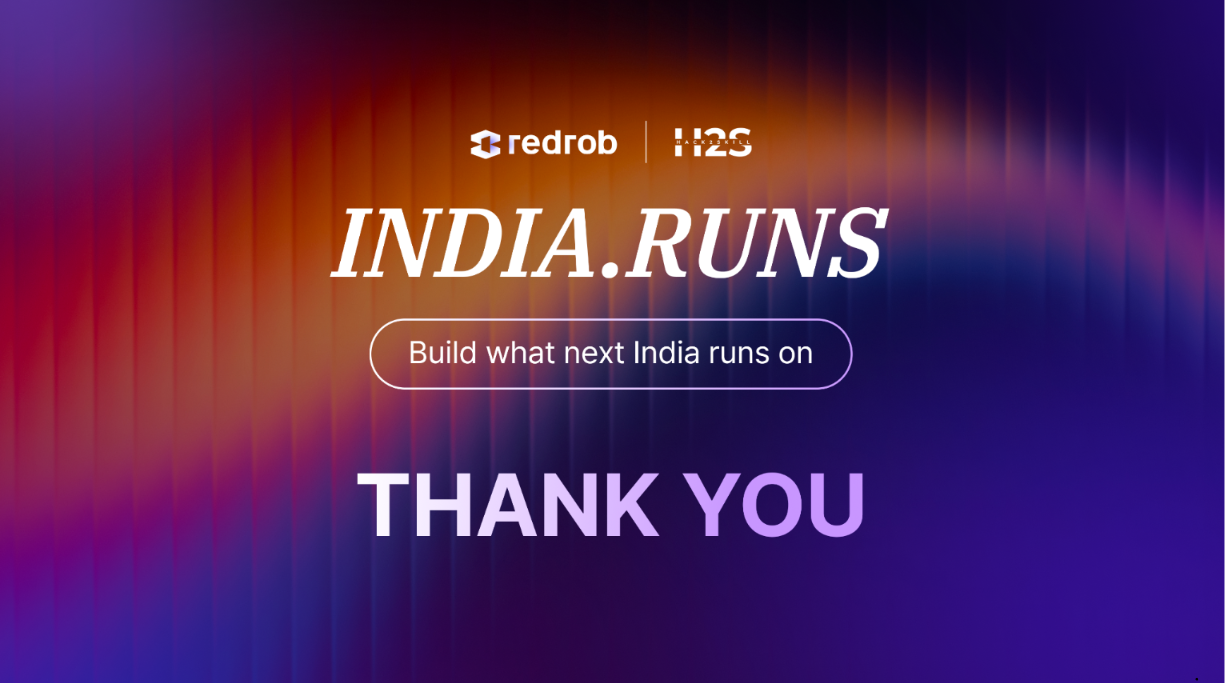 redrob | H2S
HACK2SKILL
INDIA.RUNS
Build what next India runs on
THANK YOU